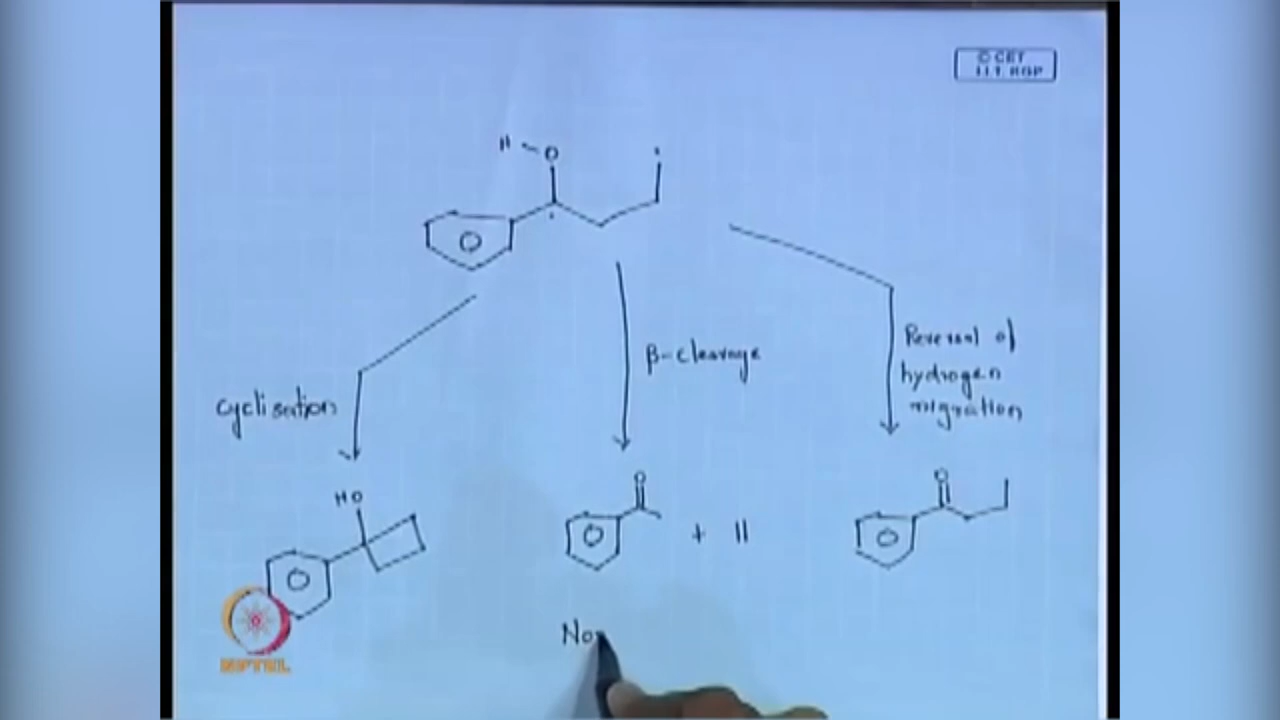 © CET
I.I.T. KGP
H
O
O
β-cleavage
Reversal of
hydrogen
migration
cyclisation
HO
O
O
O
+
O
O
O
No
NPTEL